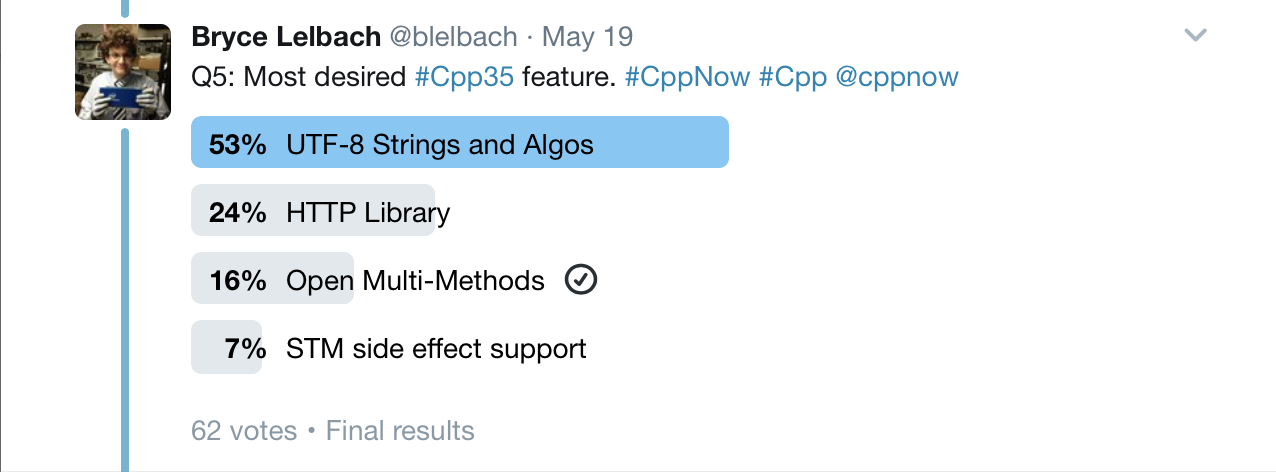 Bryce Lelbach @blelbach · May 19
Q5: Most desired #Cpp35 feature. #CppNow #Cpp @cppnow
53% UTF-8 Strings and Algos
24% HTTP Library
16% Open Multi-Methods
7% STM side effect support
62 votes • Final results